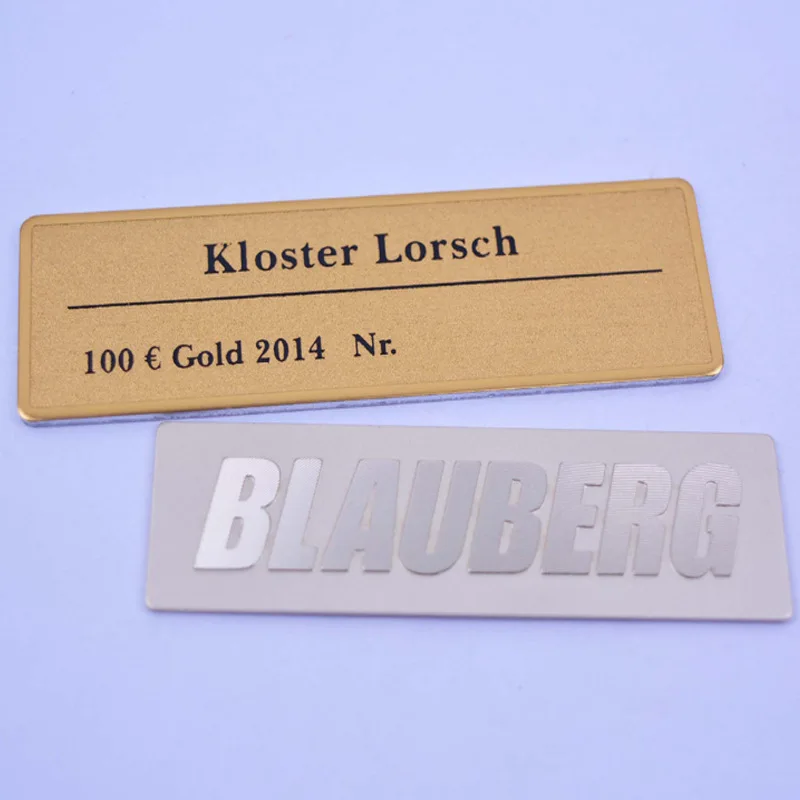 Kloster Lorsch
100 € Gold 2014 Nr.
BLAUBERG